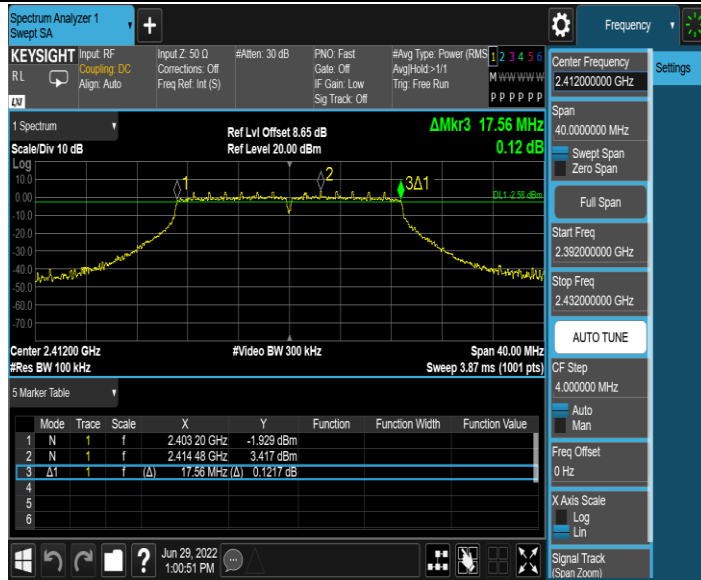 Spectrum Analyzer 1
Swept SA
+
Frequency
KEYSIGHT
RL
LXI
Input: RF
Coupling: DC
Align: Auto
Input Z: 50 Ω
Corrections: Off
Freq Ref: Int (S)
#Atten: 30 dB
PNO: Fast
Gate: Off
IF Gain: Low
Sig Track: Off
#Avg Type: Power (RMS
Avg|Hold:>1/1
Trig: Free Run
1 2 3 4 5 6
M W W W W W
P P P P P P
1 Spectrum
Scale/Div 10 dB
Ref Lvl Offset 8.65 dB
Ref Level 20.00 dBm
ΔMkr3 17.56 MHz
0.12 dB
Log
10.0
0.00
-10.0
-20.0
-30.0
-40.0
-50.0
-60.0
-70.0
1
2
3Δ1
DL1 -2.58 dBm
Center 2.41200 GHz
#Res BW 100 kHz
#Video BW 300 kHz
Span 40.00 MHz
Sweep 3.87 ms (1001 pts)
5 Marker Table
Mode Trace Scale X Y Function Function Width Function Value
1 N 1 f 2.403 20 GHz -1.929 dBm
2 N 1 f 2.414 48 GHz 3.417 dBm
3 Δ1 1 f (Δ) 17.56 MHz (Δ) 0.1217 dB
4
5
6
?
Jun 29, 2022
1:00:51 PM
Center Frequency
2.412000000 GHz
Settings
Span
40.0000000 MHz
Swept Span
Zero Span
Full Span
Start Freq
2.392000000 GHz
Stop Freq
2.432000000 GHz
AUTO TUNE
CF Step
4.000000 MHz
Auto
Man
Freq Offset
0 Hz
X Axis Scale
Log
Lin
Signal Track
(Span Zoom)